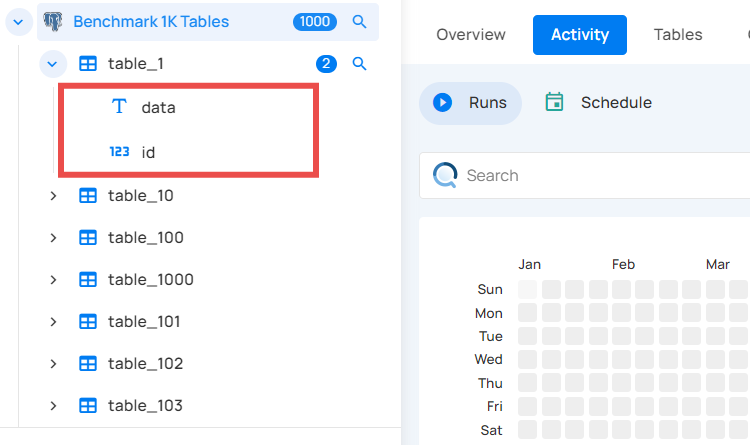 Benchmark 1K Tables 1000
table_1 2
T data
123 id
table_10
table_100
table_1000
table_101
table_102
table_103
Overview Activity Tables
Runs Schedule
Search
Jan Feb Mar
Sun
Mon
Tue
Wed
Thu
Fri
Sat